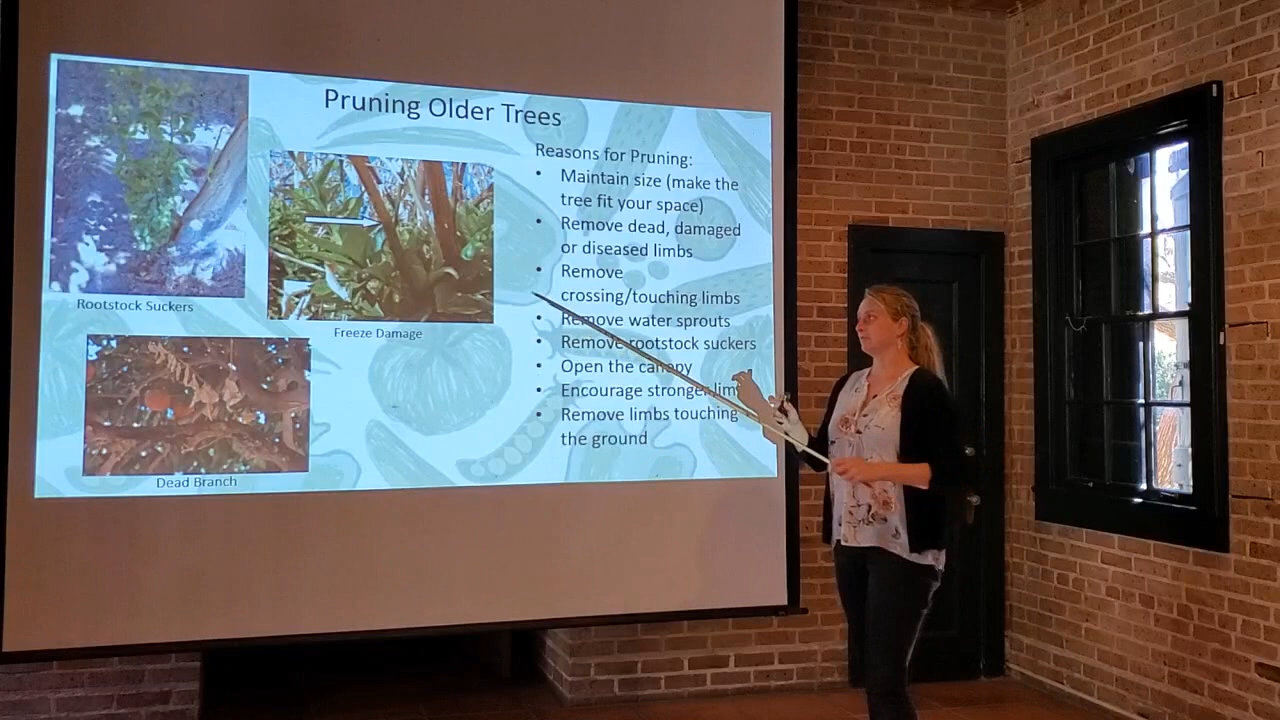 Pruning Older Trees
Reasons for Pruning:
• Maintain size (make the
tree fit your space)
• Remove dead, damaged
or diseased limbs
• Remove
crossing/touching limbs
• Remove water sprouts
• Remove rootstock suckers
• Open the canopy
• Encourage stronger lim
• Remove limbs touching
the ground
Rootstock Suckers
Freeze Damage
Dead Branch